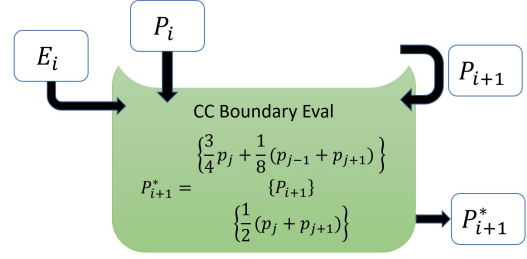 P_i
E_i
P_{i+1}
CC Boundary Eval
{3/4 p_j + 1/8 (p_{j-1} + p_{j+1})}
P^*_{i+1} = {P_{i+1}}
{1/2 (p_j + p_{j+1})}
P^*_{i+1}